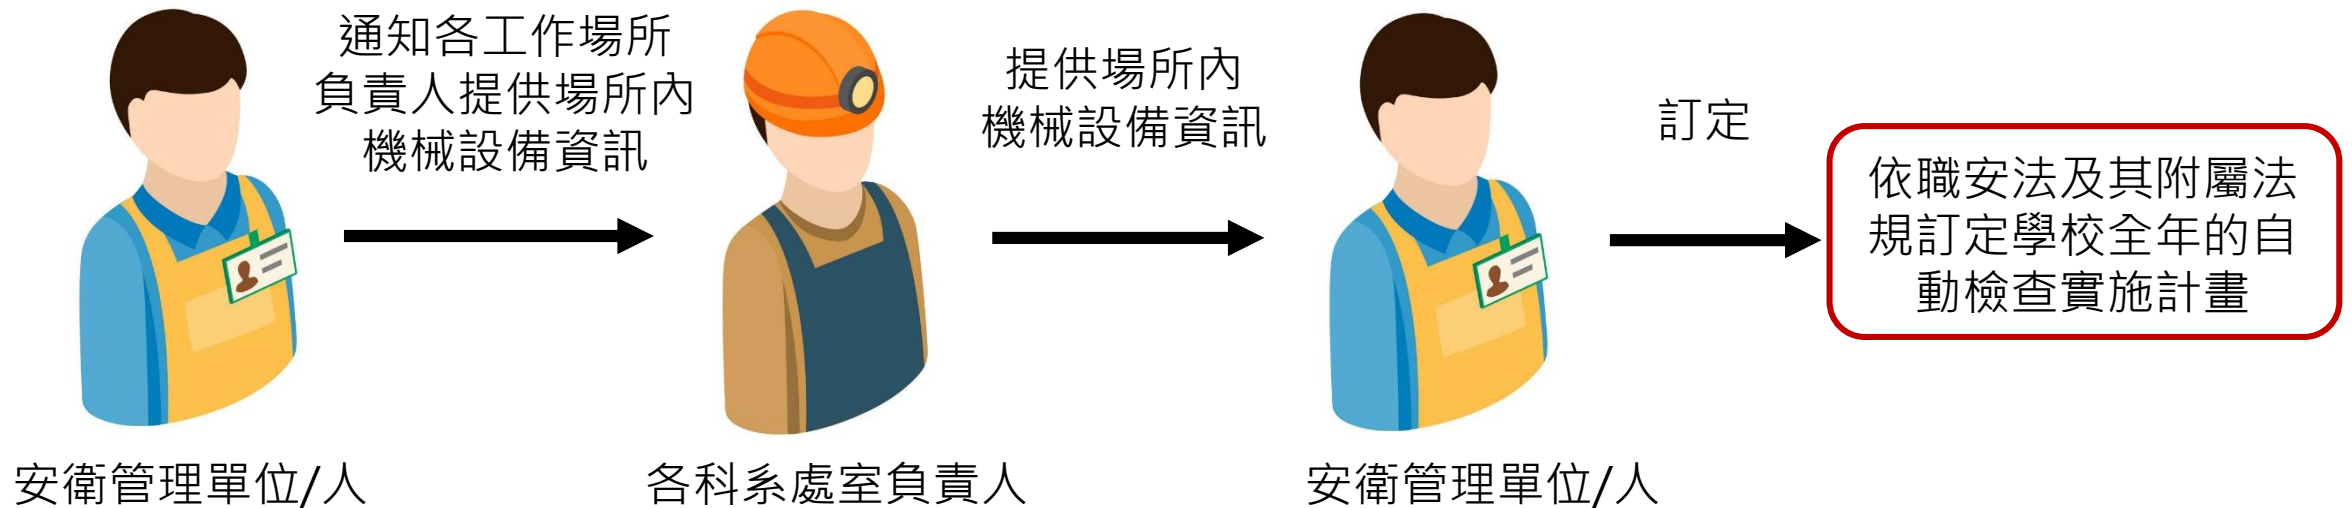 通知各工作場所
負責人提供場所內
機械設備資訊
提供場所內
機械設備資訊
訂定
依職安法及其附屬法
規訂定學校全年的自
動檢查實施計畫
安衛管理單位/人
各科系處室負責人
安衛管理單位/人